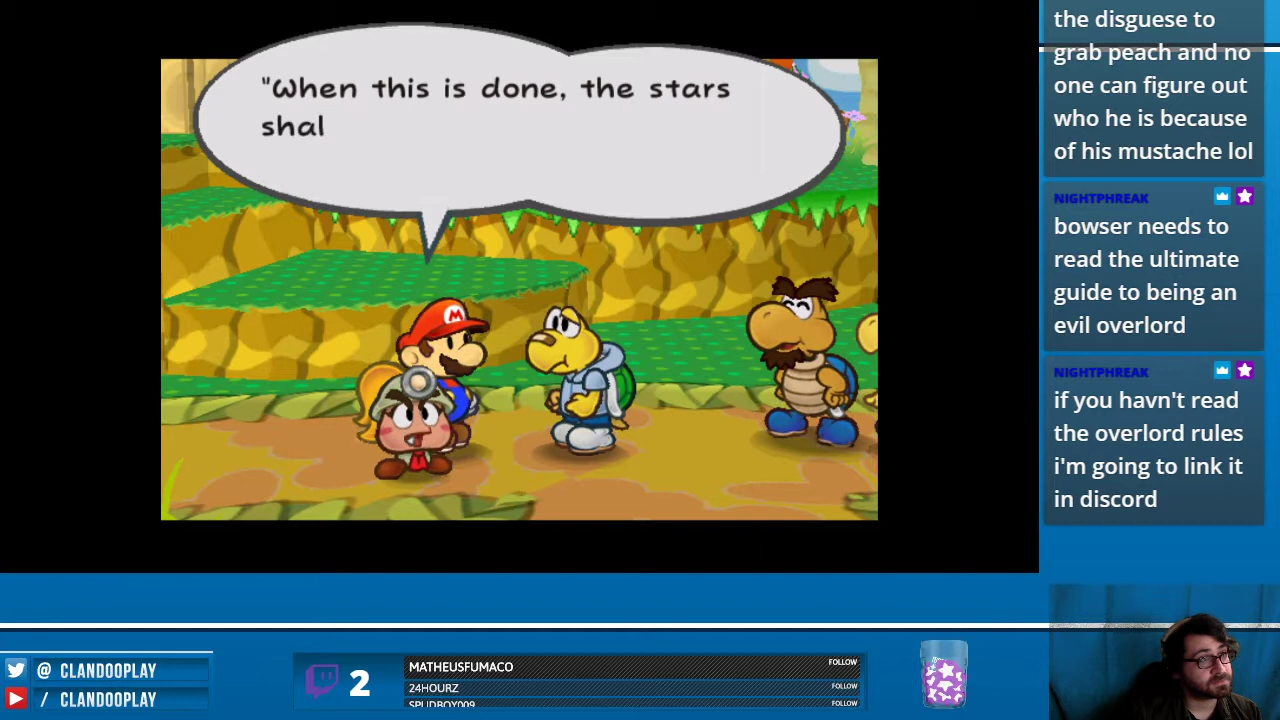 "When this is done, the stars
shal
the disguese to
grab peach and no
one can figure out
who he is because
of his mustache lol
NIGHTPHREAK
bowser needs to
read the ultimate
guide to being an
evil overlord
NIGHTPHREAK
if you havn't read
the overlord rules
i'm going to link it
in discord
M
@ CLANDOOPLAY
/ CLANDOOPLAY
2
MATHEUSFUMACO FOLLOW
24HOURZ FOLLOW
SPUDBOY009 FOLLOW